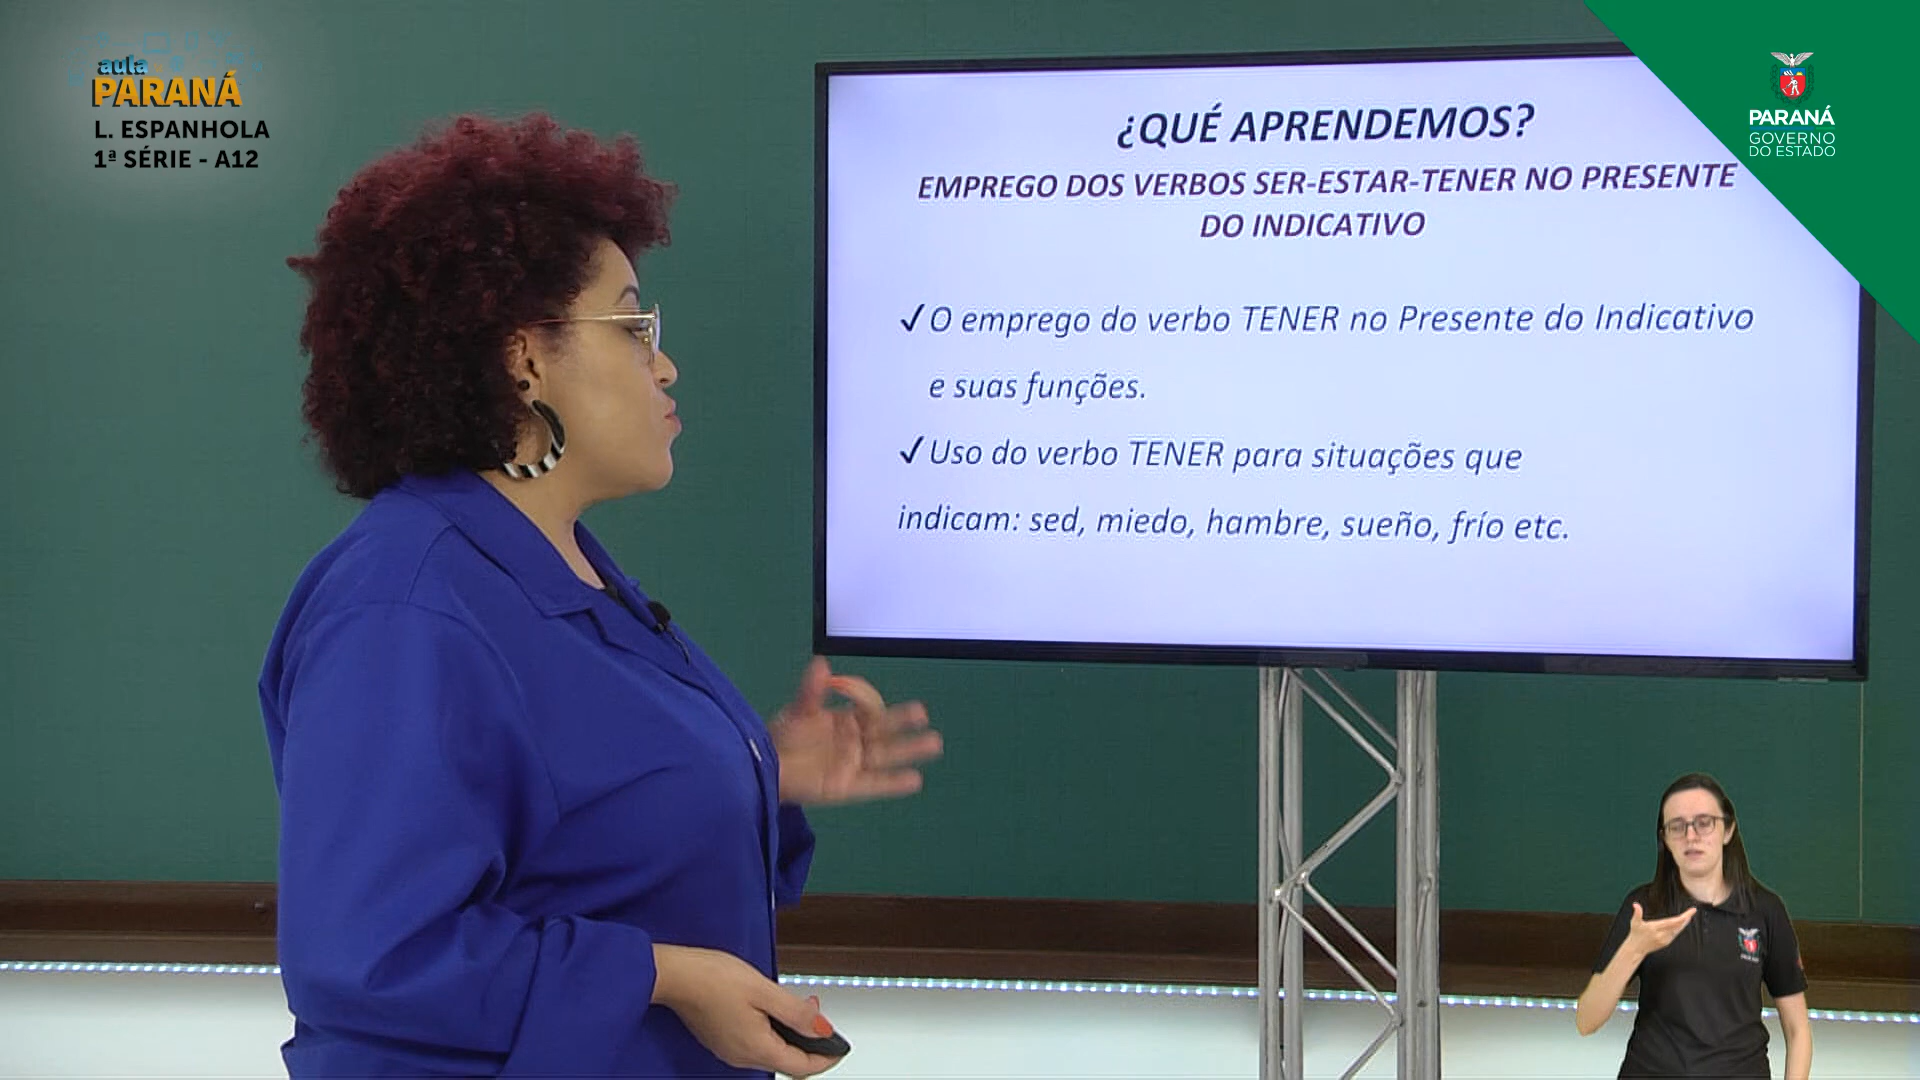 aula
PARANÁ
L. ESPANHOLA
1ª SÉRIE - A12
¿QUÉ APRENDEMOS?
EMPREGO DOS VERBOS SER-ESTAR-TENER NO PRESENTE
DO INDICATIVO
✓O emprego do verbo TENER no Presente do Indicativo
e suas funções.
✓Uso do verbo TENER para situações que
indicam: sed, miedo, hambre, sueño, frío etc.
PARANÁ
GOVERNO
DO ESTADO